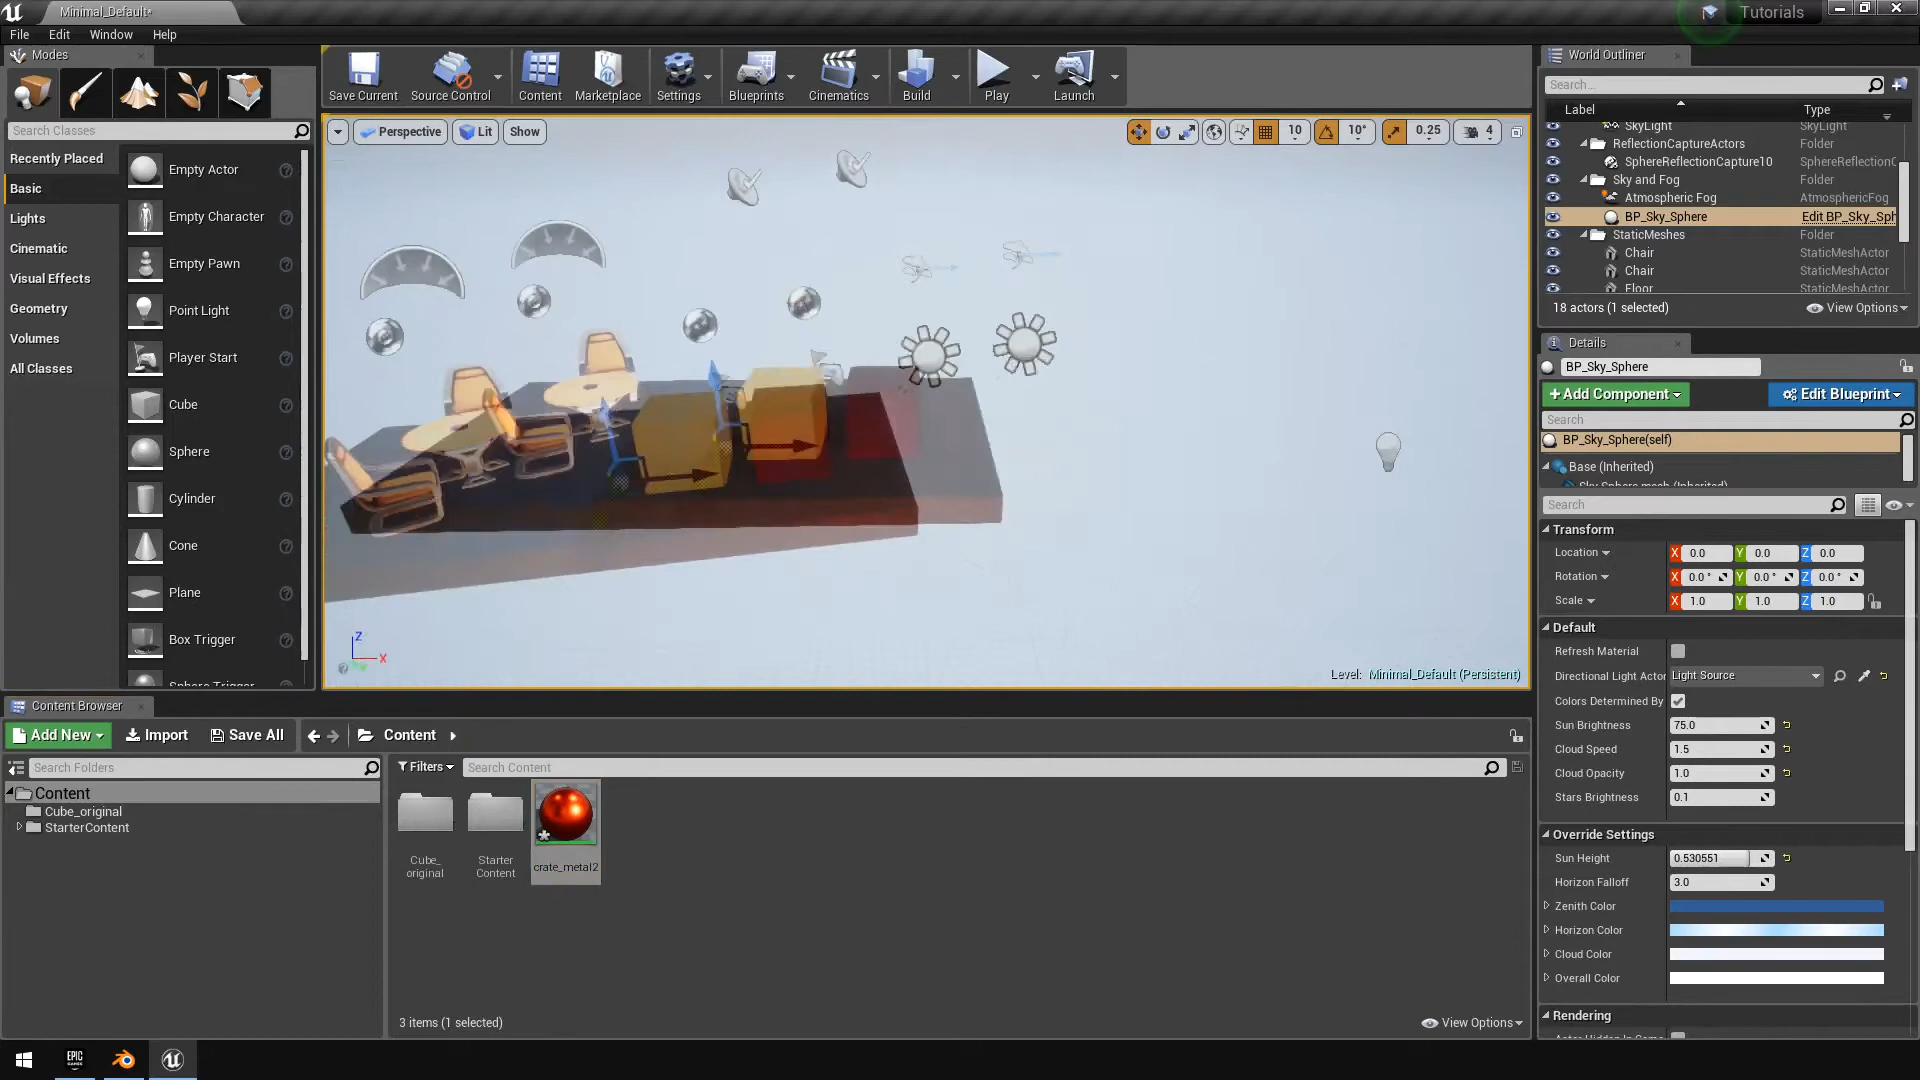 Minimal_Default*
Tutorials
File Edit Window Help
Modes
Save Current
Source Control
Content
Marketplace
Settings
Blueprints
Cinematics
Build
Play
Launch
Search Classes
Recently Placed
Basic
Lights
Cinematic
Visual Effects
Geometry
Volumes
All Classes
Empty Actor
Empty Character
Empty Pawn
Point Light
Player Start
Cube
Sphere
Cylinder
Cone
Plane
Box Trigger
Sphere Trigger
Perspective Lit Show
10 10° 0.25 4
Z
X
Level: Minimal_Default (Persistent)
World Outliner
Search...
Label Type
SkyLight SkyLight
ReflectionCaptureActors Folder
SphereReflectionCapture10 SphereReflectionC
Sky and Fog Folder
Atmospheric Fog AtmosphericFog
BP_Sky_Sphere Edit BP_Sky_Sph
StaticMeshes Folder
Chair StaticMeshActor
Chair StaticMeshActor
Floor StaticMeshActor
18 actors (1 selected) View Options
Details
BP_Sky_Sphere
+Add Component Edit Blueprint
Search
BP_Sky_Sphere(self)
Base (Inherited)
Sky Sphere mesh (Inherited)
Search
Transform
Location X 0.0 Y 0.0 Z 0.0
Rotation X 0.0 ° Y 0.0 ° Z 0.0 °
Scale X 1.0 Y 1.0 Z 1.0
Default
Refresh Material
Directional Light Actor Light Source
Colors Determined By
Sun Brightness 75.0
Cloud Speed 1.5
Cloud Opacity 1.0
Stars Brightness 0.1
Override Settings
Sun Height 0.530551
Horizon Falloff 3.0
Zenith Color
Horizon Color
Cloud Color
Overall Color
Rendering
Content Browser
Add New Import Save All Content
Search Folders
Content
Cube_original
StarterContent
Filters Search Content
Cube_
original
Starter
Content
crate_metal2
3 items (1 selected) View Options
EPIC
GAMES